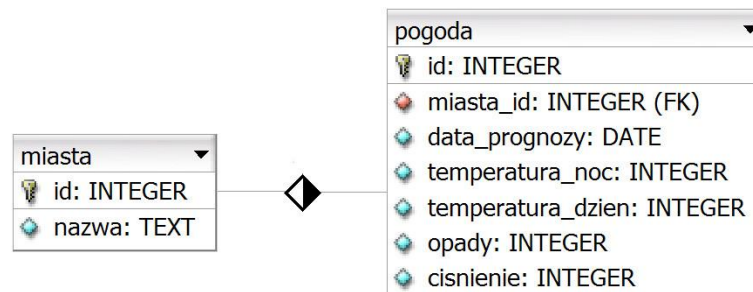 miasta
id: INTEGER
nazwa: TEXT
pogoda
id: INTEGER
miasta_id: INTEGER (FK)
data_prognozy: DATE
temperatura_noc: INTEGER
temperatura_dzien: INTEGER
opady: INTEGER
cisnienie: INTEGER